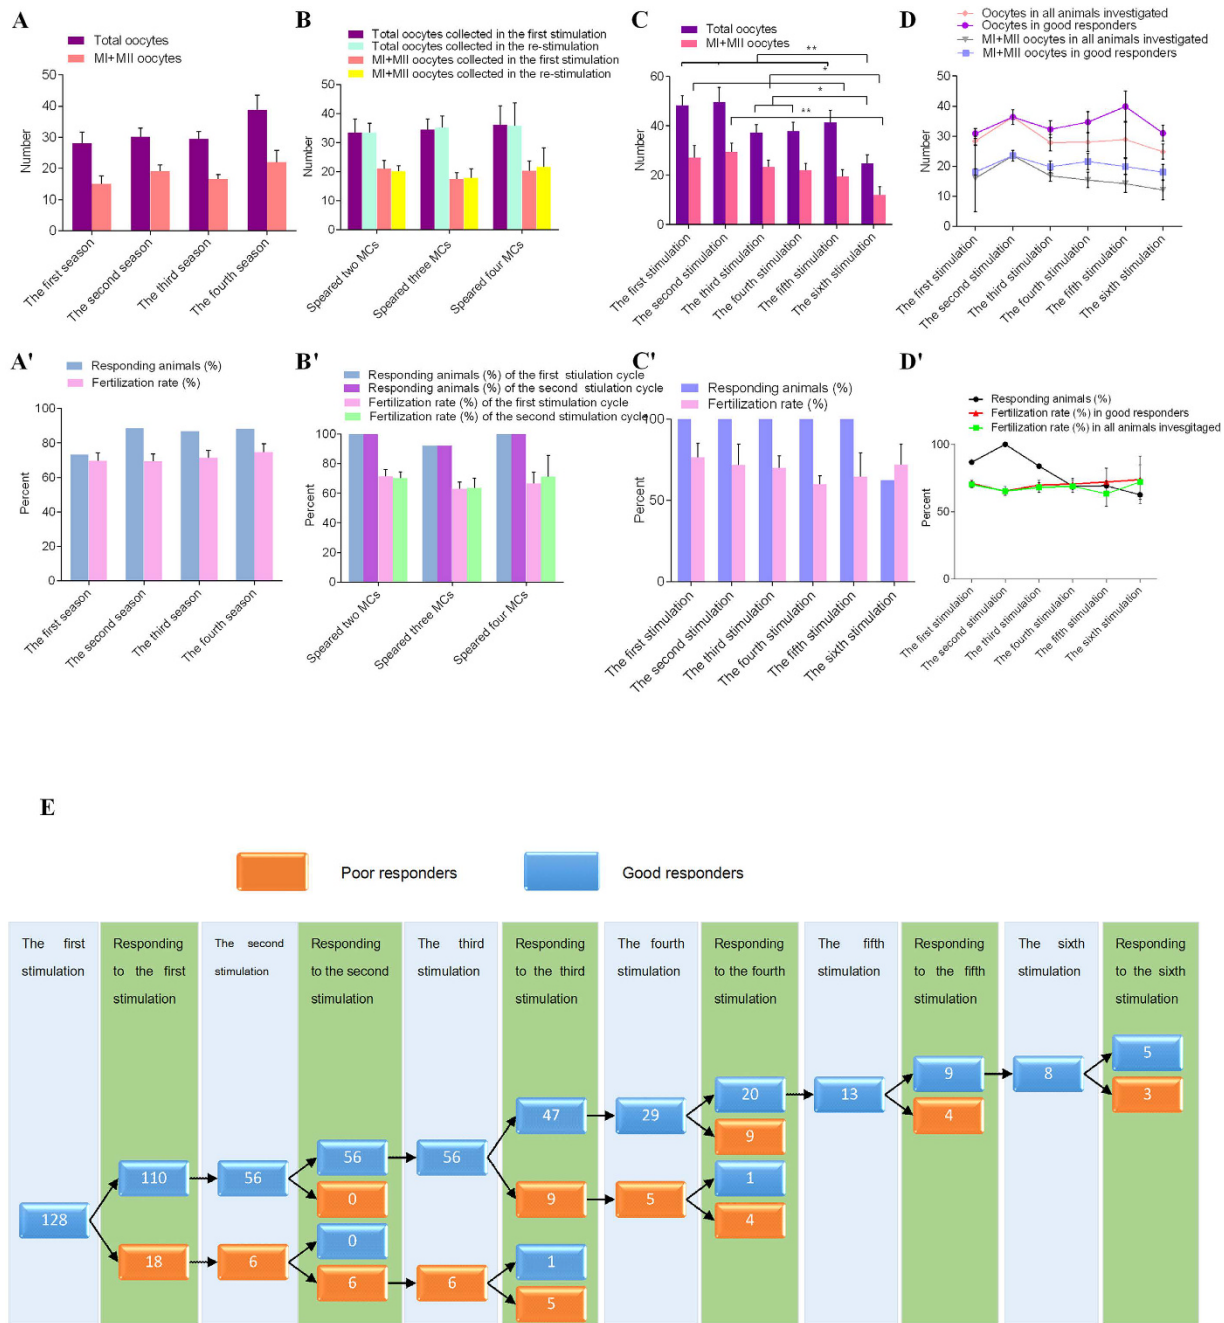 A
Total oocytes
MI+MII oocytes
Number
50
40
30
20
10
0
The first season
The second season
The third season
The fourth season
B
Total oocytes collected in the first stimulation
Total oocytes collected in the re-stimulation
MI+MII oocytes collected in the first stimulation
MI+MII oocytes collected in the re-stimulation
Number
50
40
30
20
10
0
Speared two MCs
Speared three MCs
Speared four MCs
C
Total oocytes
MI+MII oocytes
Number
60
40
20
0
**
*
*
**
The first stimulation
The second stimulation
The third stimulation
The fourth stimulation
The fifth stimulation
The sixth stimulation
D
Oocytes in all animals investigated
Oocytes in good responders
MI+MII oocytes in all animals investigated
MI+MII oocytes in good responders
Number
50
40
30
20
10
0
The first stimulation
The second stimulation
The third stimulation
The fourth stimulation
The fifth stimulation
The sixth stimulation
A'
Responding animals (%)
Fertilization rate (%)
Percent
100
80
60
40
20
0
The first season
The second season
The third season
The fourth season
B'
Responding animals (%) of the first stiulation cycle
Responding animals (%) of the second stiulation cycle
Fertilization rate (%) of the first stimulation cycle
Fertilization rate (%) of the second stimulation cycle
Percent
100
80
60
40
20
0
Speared two MCs
Speared three MCs
Speared four MCs
C'
Responding animals (%)
Fertilization rate (%)
Percent
100
50
0
The first stimulation
The second stimulation
The third stimulation
The fourth stimulation
The fifth stimulation
The sixth stimulation
D'
Responding animals (%)
Fertilization rate (%) in good responders
Fertilization rate (%) in all animals invesgitaged
Percent
100
50
0
The first stimulation
The second stimulation
The third stimulation
The fourth stimulation
The fifth stimulation
The sixth stimulation
E
Poor responders
Good responders
The first
stimulation
Responding
to the first
stimulation
The second
stimulation
Responding
to the second
stimulation
The third
stimulation
Responding
to the third
stimulation
The fourth
stimulation
Responding
to the fourth
stimulation
The fifth
stimulation
Responding
to the fifth
stimulation
The sixth
stimulation
Responding
to the sixth
stimulation
128
110
18
56
6
56
0
0
6
56
6
47
9
1
5
29
5
20
9
1
4
13
9
4
8
5
3